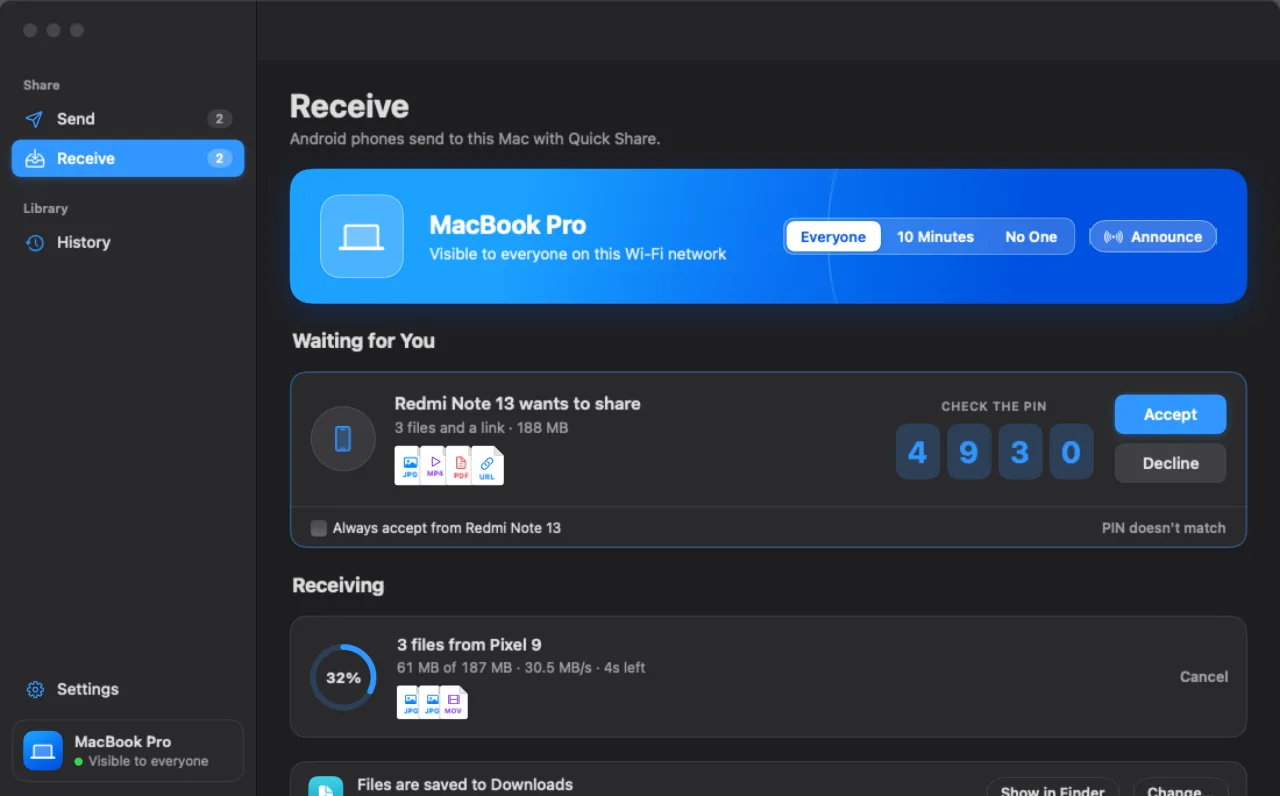 Share
Send 2
Receive 2
Library
History
Settings
MacBook Pro
Visible to everyone
Receive
Android phones send to this Mac with Quick Share.
MacBook Pro
Visible to everyone on this Wi-Fi network
Everyone 10 Minutes No One Announce
Waiting for You
Redmi Note 13 wants to share
3 files and a link · 188 MB
JPG MP4 PDF URL
CHECK THE PIN
4 9 3 0
Accept
Decline
Always accept from Redmi Note 13
PIN doesn't match
Receiving
32%
3 files from Pixel 9
61 MB of 187 MB · 30.5 MB/s · 4s left
JPG JPG MOV
Cancel
Files are saved to Downloads
Show in Finder Change...